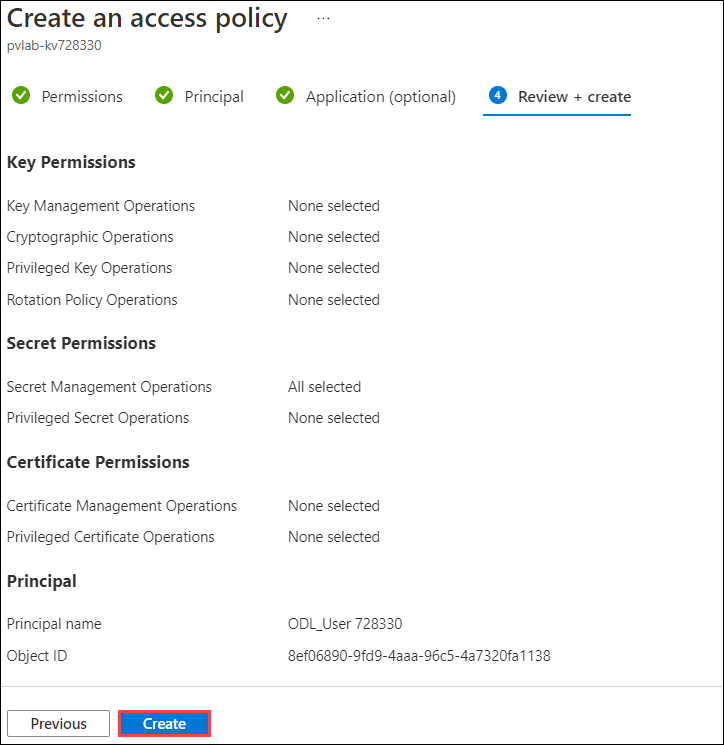 Create an access policy ...
pvlab-kv728330
Permissions Principal Application (optional) 4 Review + create
Key Permissions
Key Management Operations None selected
Cryptographic Operations None selected
Privileged Key Operations None selected
Rotation Policy Operations None selected
Secret Permissions
Secret Management Operations All selected
Privileged Secret Operations None selected
Certificate Permissions
Certificate Management Operations None selected
Privileged Certificate Operations None selected
Principal
Principal name ODL_User 728330
Object ID 8ef06890-9fd9-4aaa-96c5-4a7320fa1138
Previous Create